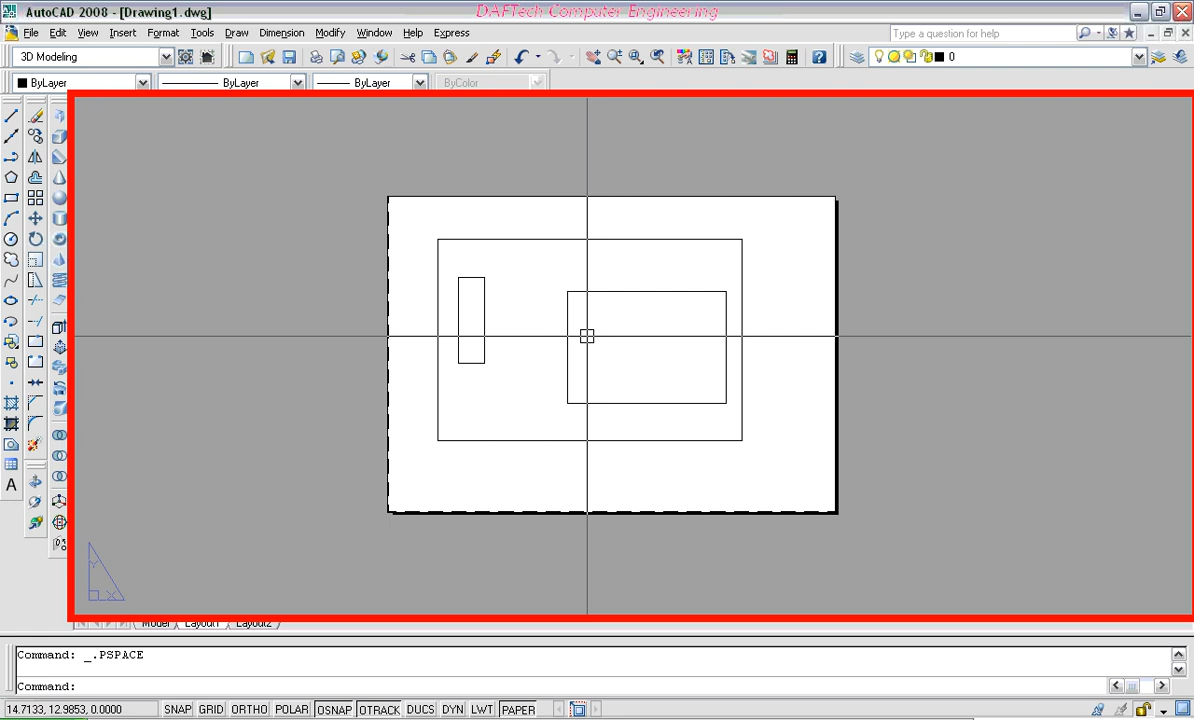 AutoCAD 2008 - [Drawing1.dwg]
DAFTech Computer Engineering
File Edit View Insert Format Tools Draw Dimension Modify Window Help Express
Type a question for help
3D Modeling
0
ByLayer ByLayer ByLayer ByColor
A
Y
X
Model Layout1 Layout2
Command: _.PSPACE
Command:
14.7133, 12.9853, 0.0000 SNAP GRID ORTHO POLAR OSNAP OTRACK DUCS DYN LWT PAPER